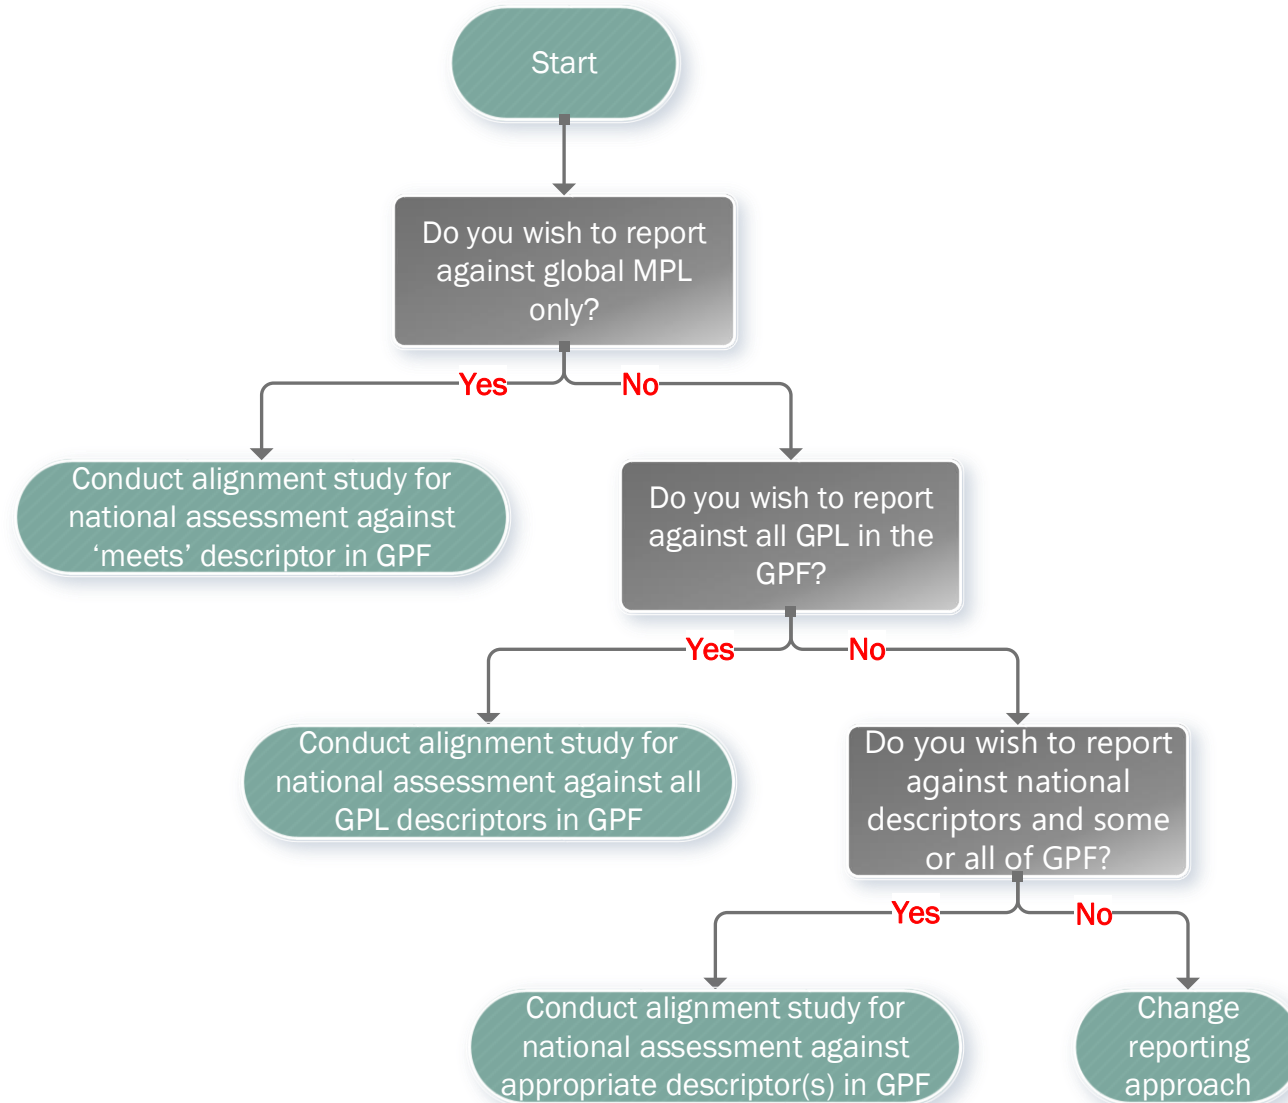 Start
Do you wish to report
against global MPL
only?
Yes
No
Conduct alignment study for
national assessment against
‘meets’ descriptor in GPF
Do you wish to report
against all GPL in the
GPF?
Yes
No
Conduct alignment study for
national assessment against all
GPL descriptors in GPF
Do you wish to report
against national
descriptors and some
or all of GPF?
Yes
No
Conduct alignment study for
national assessment against
appropriate descriptor(s) in GPF
Change
reporting
approach